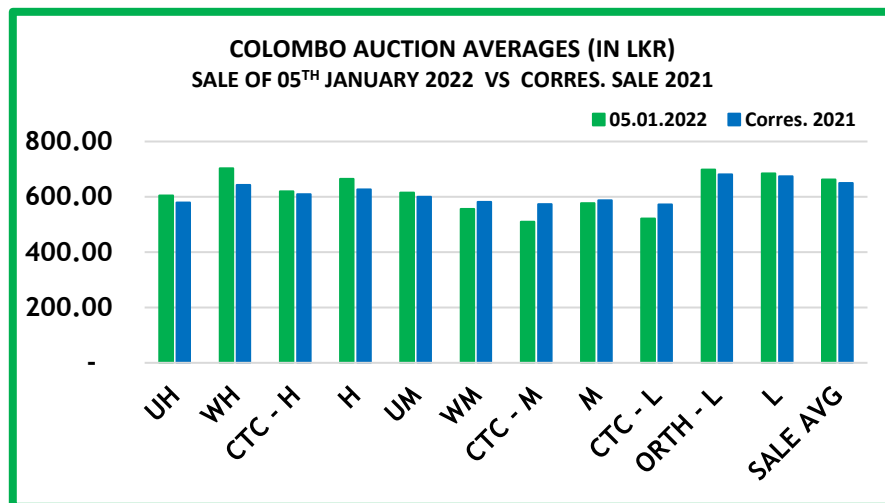 COLOMBO AUCTION AVERAGES (IN LKR)
SALE OF 05TH JANUARY 2022 VS CORRES. SALE 2021
05.01.2022 Corres. 2021
800.00
600.00
400.00
200.00
-
UH
WH
CTC - H
H
UM
WM
CTC - M
M
CTC - L
ORTH - L
L
SALE AVG